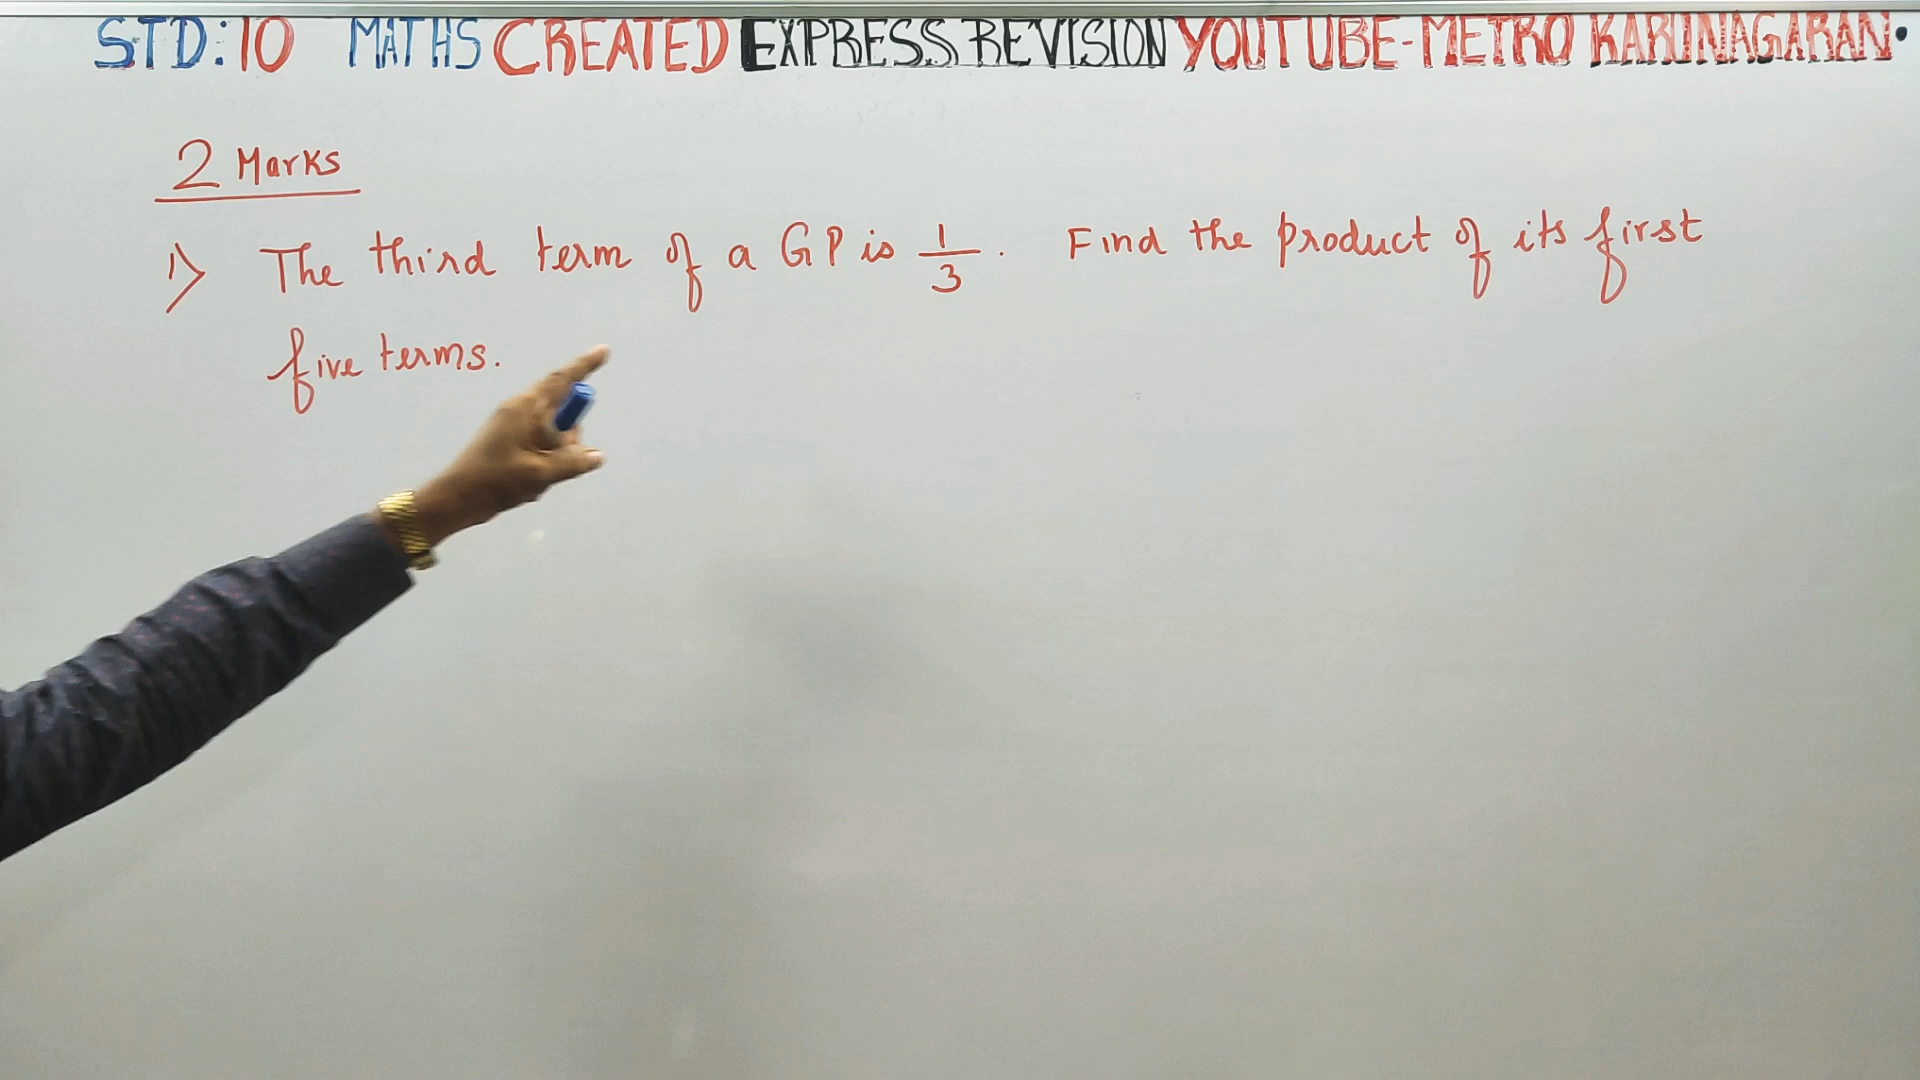 STD:10 MATHS CREATED EXPRESS REVISION YOUTUBE-METRO KARUNAGARAN.
2 Marks
1) The third term of a GP is 1/3. Find the product of its first
five terms.